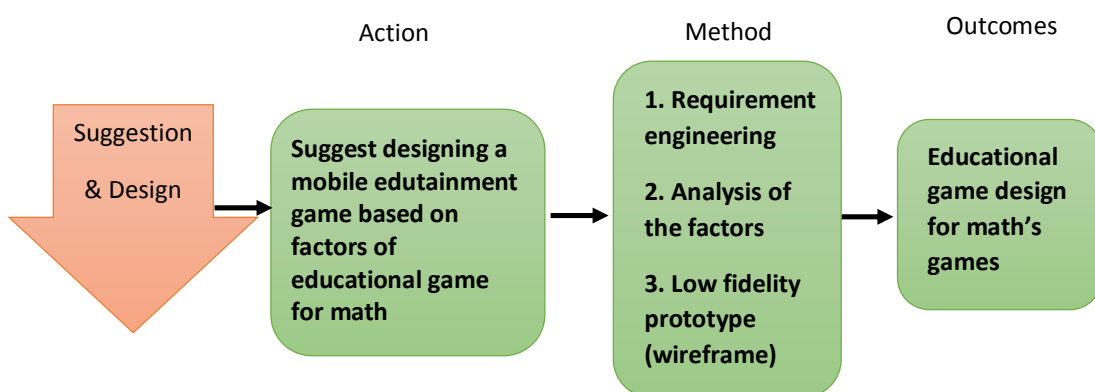 Action
Method
Outcomes
Suggestion
& Design
Suggest designing a
mobile edutainment
game based on
factors of
educational game
for math
1. Requirement
engineering
2. Analysis of
the factors
3. Low fidelity
prototype
(wireframe)
Educational
game design
for math’s
games